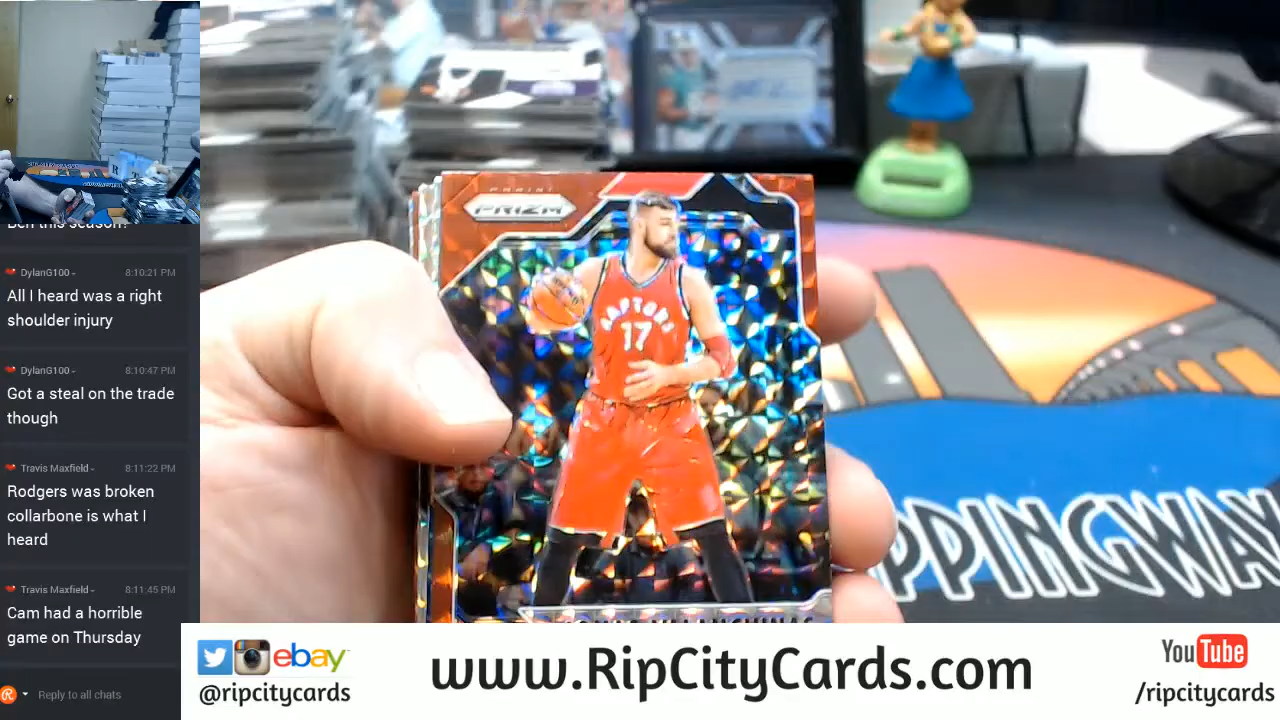 Ben this season?
DylanG100 - 8:10:21 PM
All I heard was a right
shoulder injury
DylanG100 - 8:10:47 PM
Got a steal on the trade
though
Travis Maxfield - 8:11:22 PM
Rodgers was broken
collarbone is what I
heard
Travis Maxfield - 8:11:45 PM
Cam had a horrible
game on Thursday
Reply to all chats
PANINI
PRIZM
RAPTORS
17
JONAS VALANCIUNAS
PPINGWAY
ebay
@ripcitycards
www.RipCityCards.com
YouTube
/ripcitycards